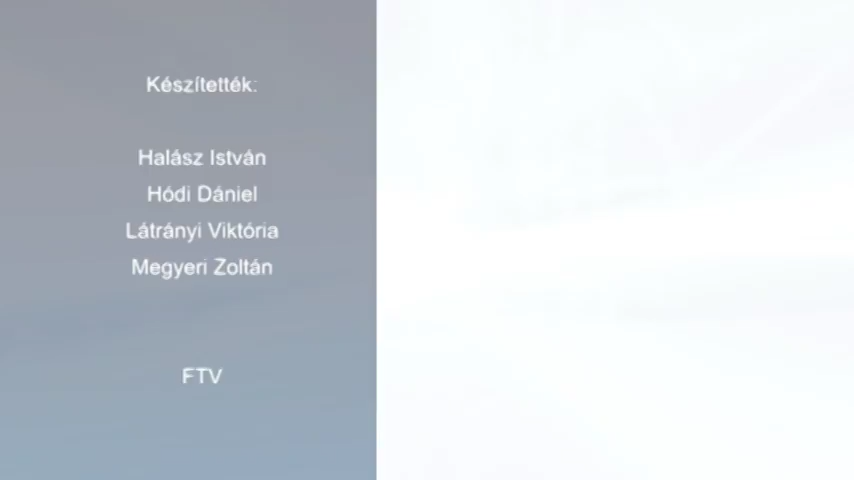 Készítették:
Halász István
Hódi Dániel
Látrányi Viktória
Megyeri Zoltán
FTV